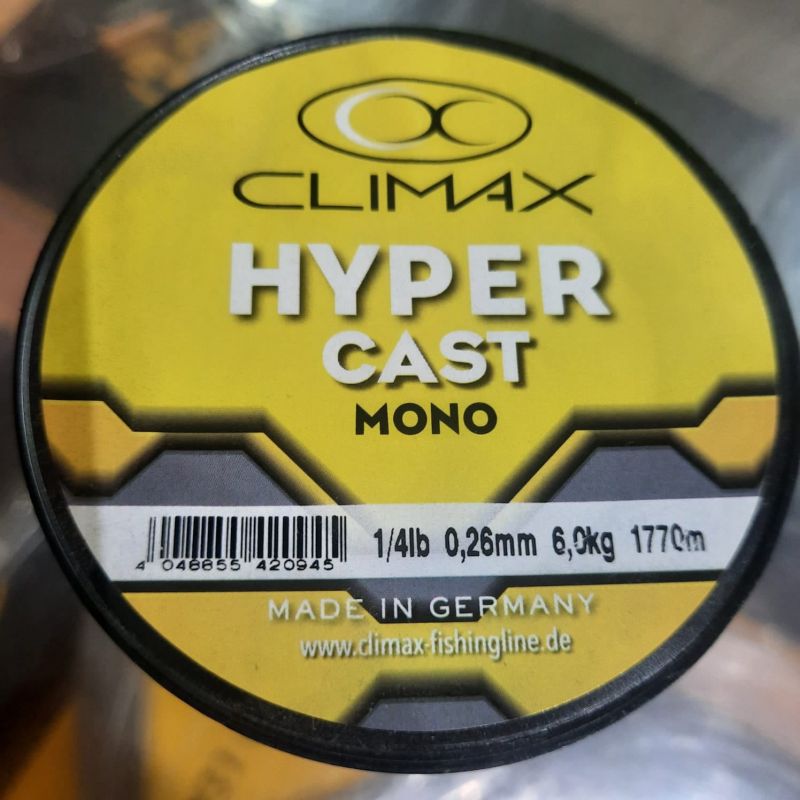 CLIMAX
HYPER
CAST
MONO
1/4lb 0,26mm 6,0kg 1770m
4 048855 420945
MADE IN GERMANY
www.climax-fishingline.de